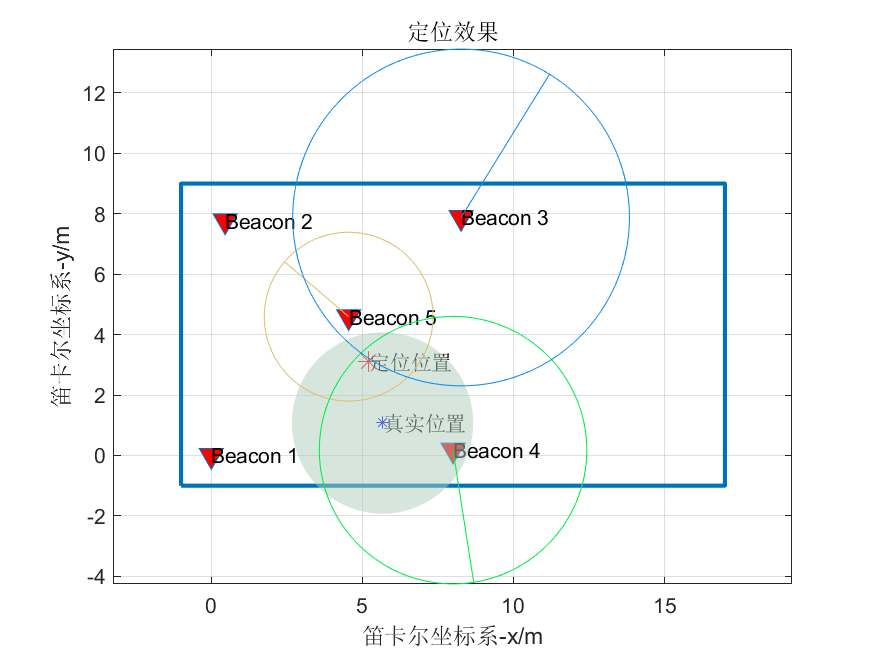 定位效果
12
10
8
6
4
2
0
-2
-4
笛卡尔坐标系-y/m
Beacon 2
Beacon 3
Beacon 5
定位位置
真实位置
Beacon 1
Beacon 4
0
5
10
15
笛卡尔坐标系-x/m